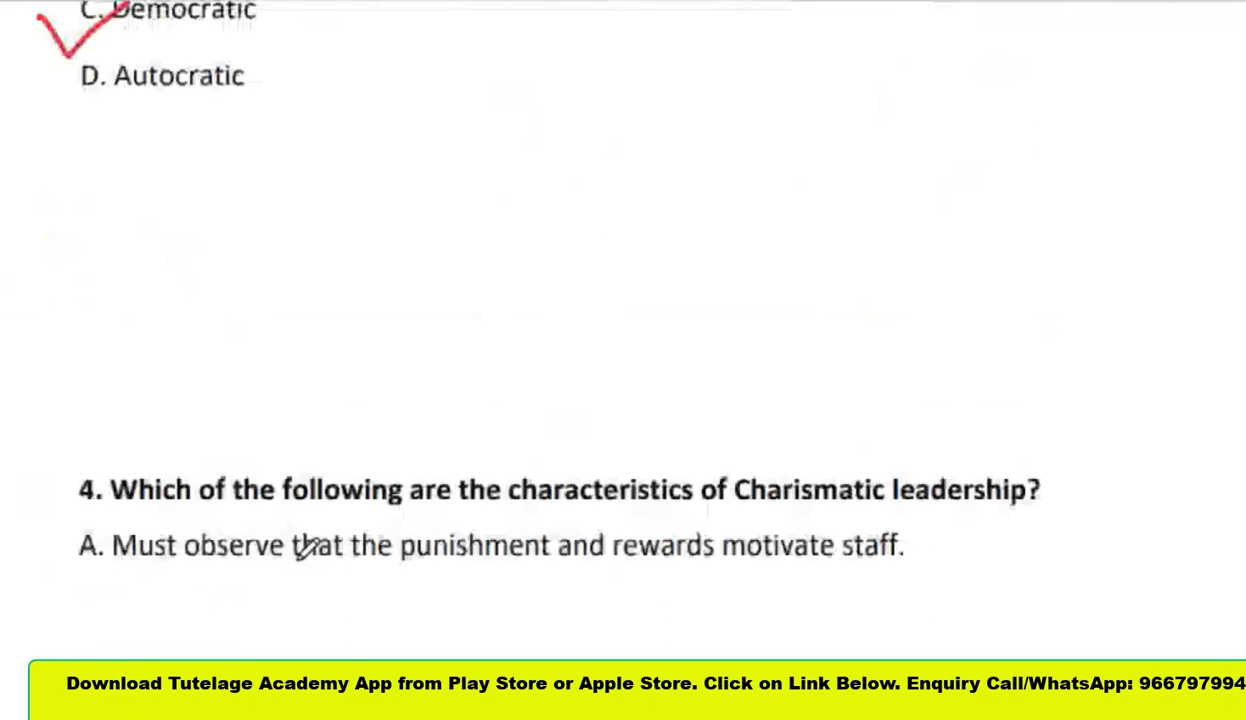 C. Democratic
D. Autocratic
4. Which of the following are the characteristics of Charismatic leadership?
A. Must observe that the punishment and rewards motivate staff.
Download Tutelage Academy App from Play Store or Apple Store. Click on Link Below. Enquiry Call/WhatsApp: 966797994